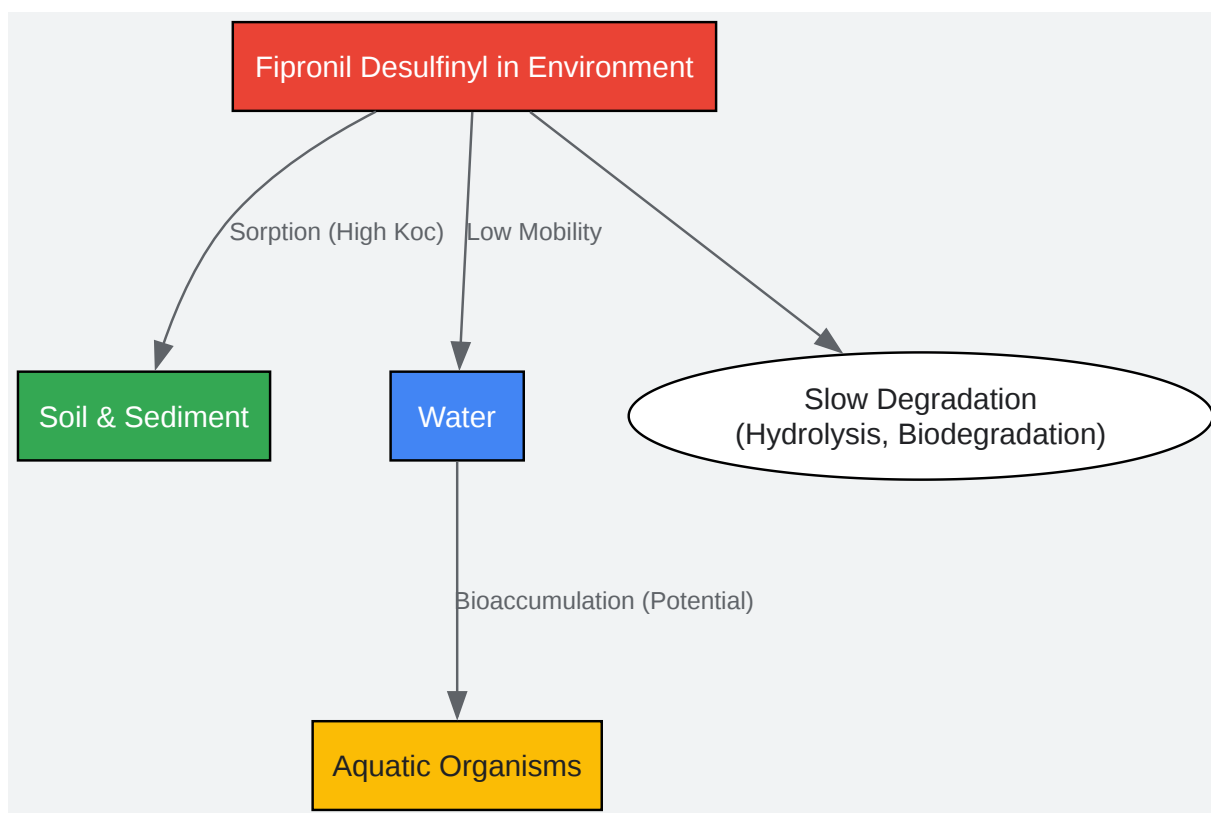 Fipronil Desulfinyl in Environment
Sorption (High Koc)
Low Mobility
Soil & Sediment
Water
Slow Degradation
(Hydrolysis, Biodegradation)
Bioaccumulation (Potential)
Aquatic Organisms